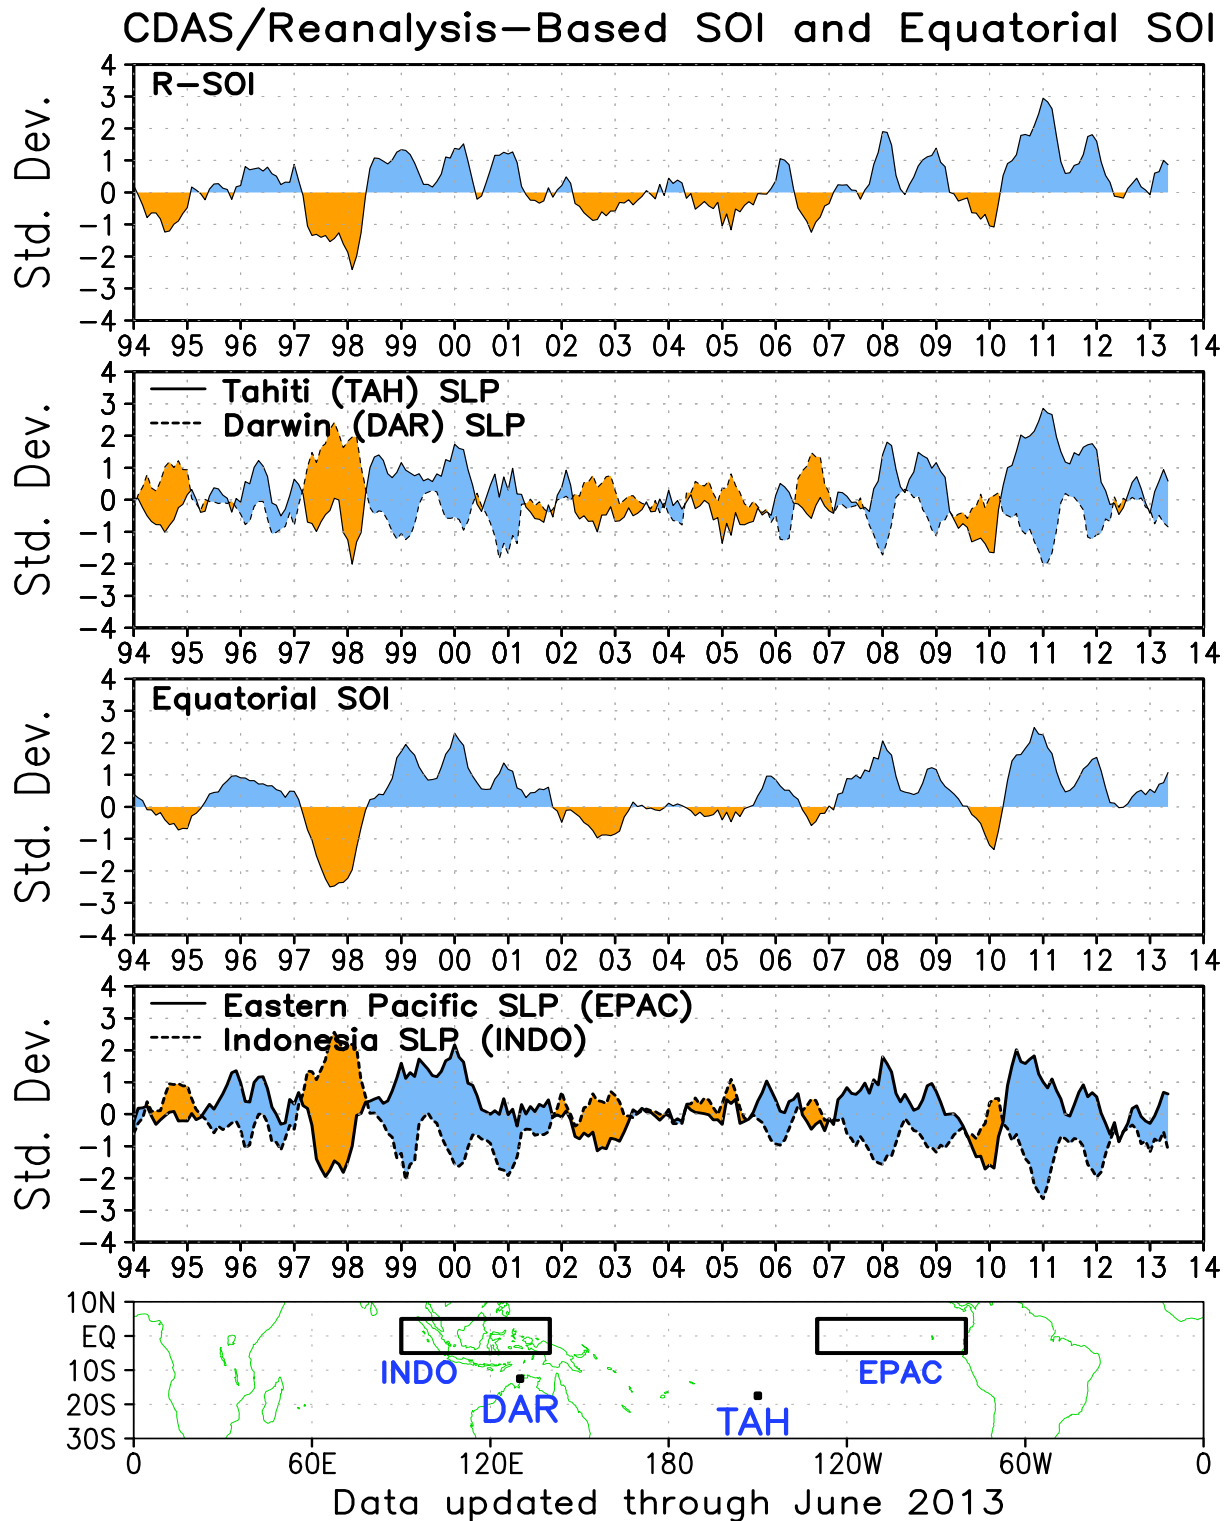 CDAS/Reanalysis-Based SOI and Equatorial SOI
R-SOI
Std. Dev.
4
3
2
1
0
-1
-2
-3
-4
94 95 96 97 98 99 00 01 02 03 04 05 06 07 08 09 10 11 12 13 14
Tahiti (TAH) SLP
Darwin (DAR) SLP
Std. Dev.
4
3
2
1
0
-1
-2
-3
-4
94 95 96 97 98 99 00 01 02 03 04 05 06 07 08 09 10 11 12 13 14
Equatorial SOI
Std. Dev.
4
3
2
1
0
-1
-2
-3
-4
94 95 96 97 98 99 00 01 02 03 04 05 06 07 08 09 10 11 12 13 14
Eastern Pacific SLP (EPAC)
Indonesia SLP (INDO)
Std. Dev.
4
3
2
1
0
-1
-2
-3
-4
94 95 96 97 98 99 00 01 02 03 04 05 06 07 08 09 10 11 12 13 14
10N
EQ
10S
20S
30S
INDO
EPAC
DAR
TAH
0 60E 120E 180 120W 60W 0
Data updated through June 2013